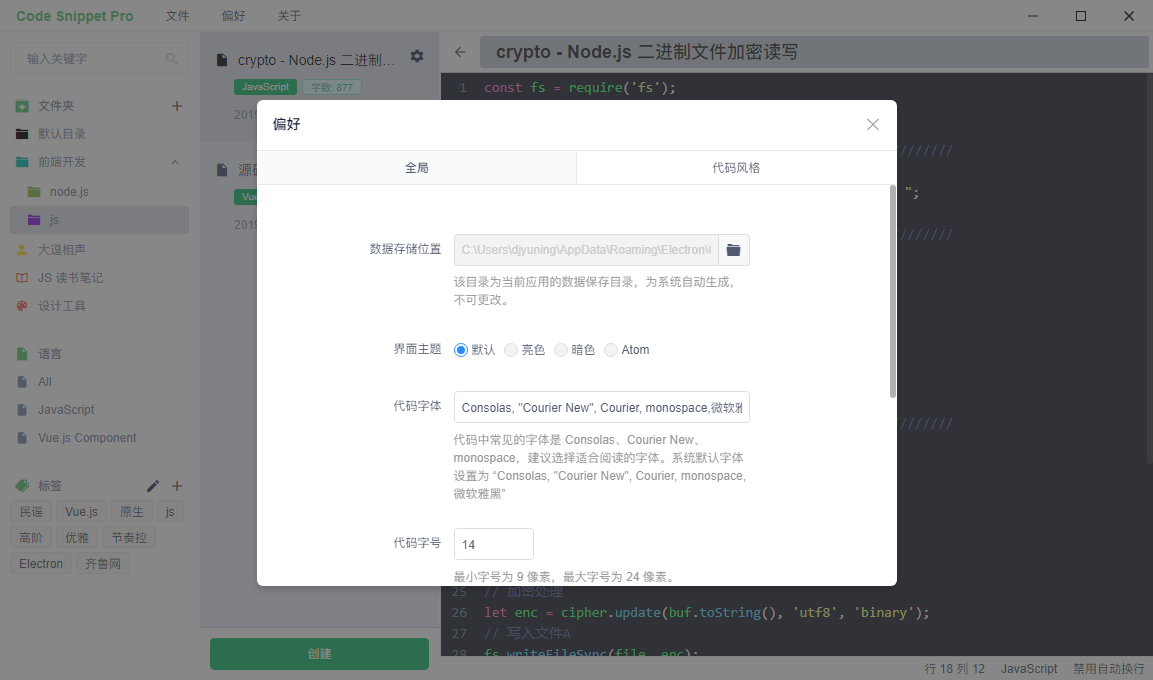 Code Snippet Pro 文件 偏好 关于
输入关键字
文件夹
默认目录
前端开发
node.js
js
大逗相声
JS 读书笔记
设计工具
语言
All
JavaScript
Vue.js Component
标签
民谣 Vue.js 原生 js
高阶 优雅 节奏控
Electron 齐鲁网
crypto - Node.js 二进制...
JavaScript 字数: 877
创建
crypto - Node.js 二进制文件加密读写
1 const fs = require('fs');
///////
";
///////
///////
偏好
全局 代码风格
数据存储位置 C:\Users\djyuning\AppData\Roaming\Electron\
该目录为当前应用的数据保存目录，为系统自动生成，
不可更改。
界面主题 默认 亮色 暗色 Atom
代码字体 Consolas, "Courier New", Courier, monospace,微软雅
代码中常见的字体是 Consolas、Courier New、
monospace，建议选择适合阅读的字体。系统默认字体
设置为 “Consolas, "Courier New", Courier, monospace,
微软雅黑”
代码字号 14
最小字号为 9 像素，最大字号为 24 像素。
25 // 加密处理
26 let enc = cipher.update(buf.toString(), 'utf8', 'binary');
27 // 写入文件A
28 fs.writeFileSync(file, enc);
行 18 列 12 JavaScript 禁用自动换行